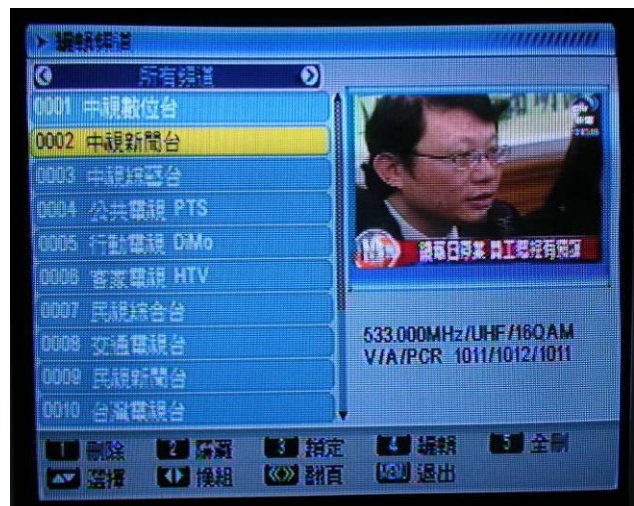 編輯頻道
所有頻道
0001 中視數位台
0002 中視新聞台
0003 中視綜藝台
0004 公共電視 PTS
0005 行動電視 DiMo
0006 客家電視 HTV
0007 民視綜合台
0008 交通電視台
0009 民視新聞台
0010 台灣電視台
533.000MHz/UHF/16QAM
V/A/PCR 1011/1012/1011
1 刪除 2 隱藏 3 鎖定 4 編輯 5 全刪
選擇 換組 翻頁 退出